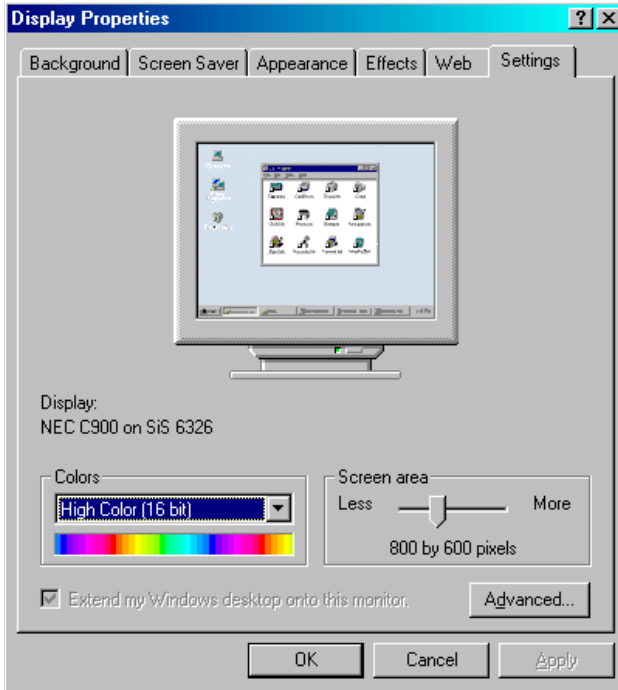 Display Properties
Background Screen Saver Appearance Effects Web Settings
Display:
NEC C900 on SiS 6326
Colors
High Color (16 bit)
Screen area
Less More
800 by 600 pixels
Extend my Windows desktop onto this monitor.
Advanced...
OK Cancel Apply